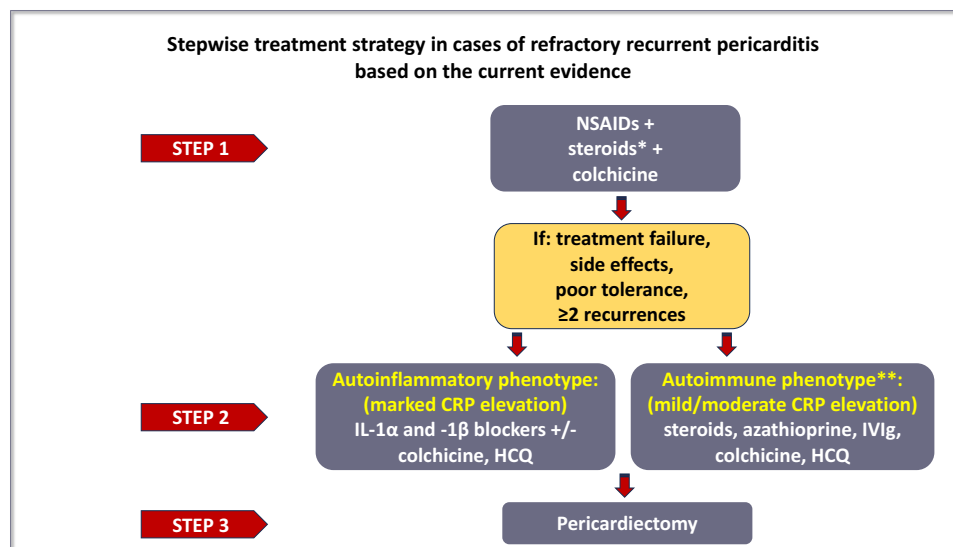 Stepwise treatment strategy in cases of refractory recurrent pericarditis
based on the current evidence
STEP 1
NSAIDs +
steroids* +
colchicine
If: treatment failure,
side effects,
poor tolerance,
≥2 recurrences
STEP 2
Autoinflammatory phenotype:
(marked CRP elevation)
IL-1α and -1β blockers +/-
colchicine, HCQ
Autoimmune phenotype**:
(mild/moderate CRP elevation)
steroids, azathioprine, IVIg,
colchicine, HCQ
STEP 3
Pericardiectomy